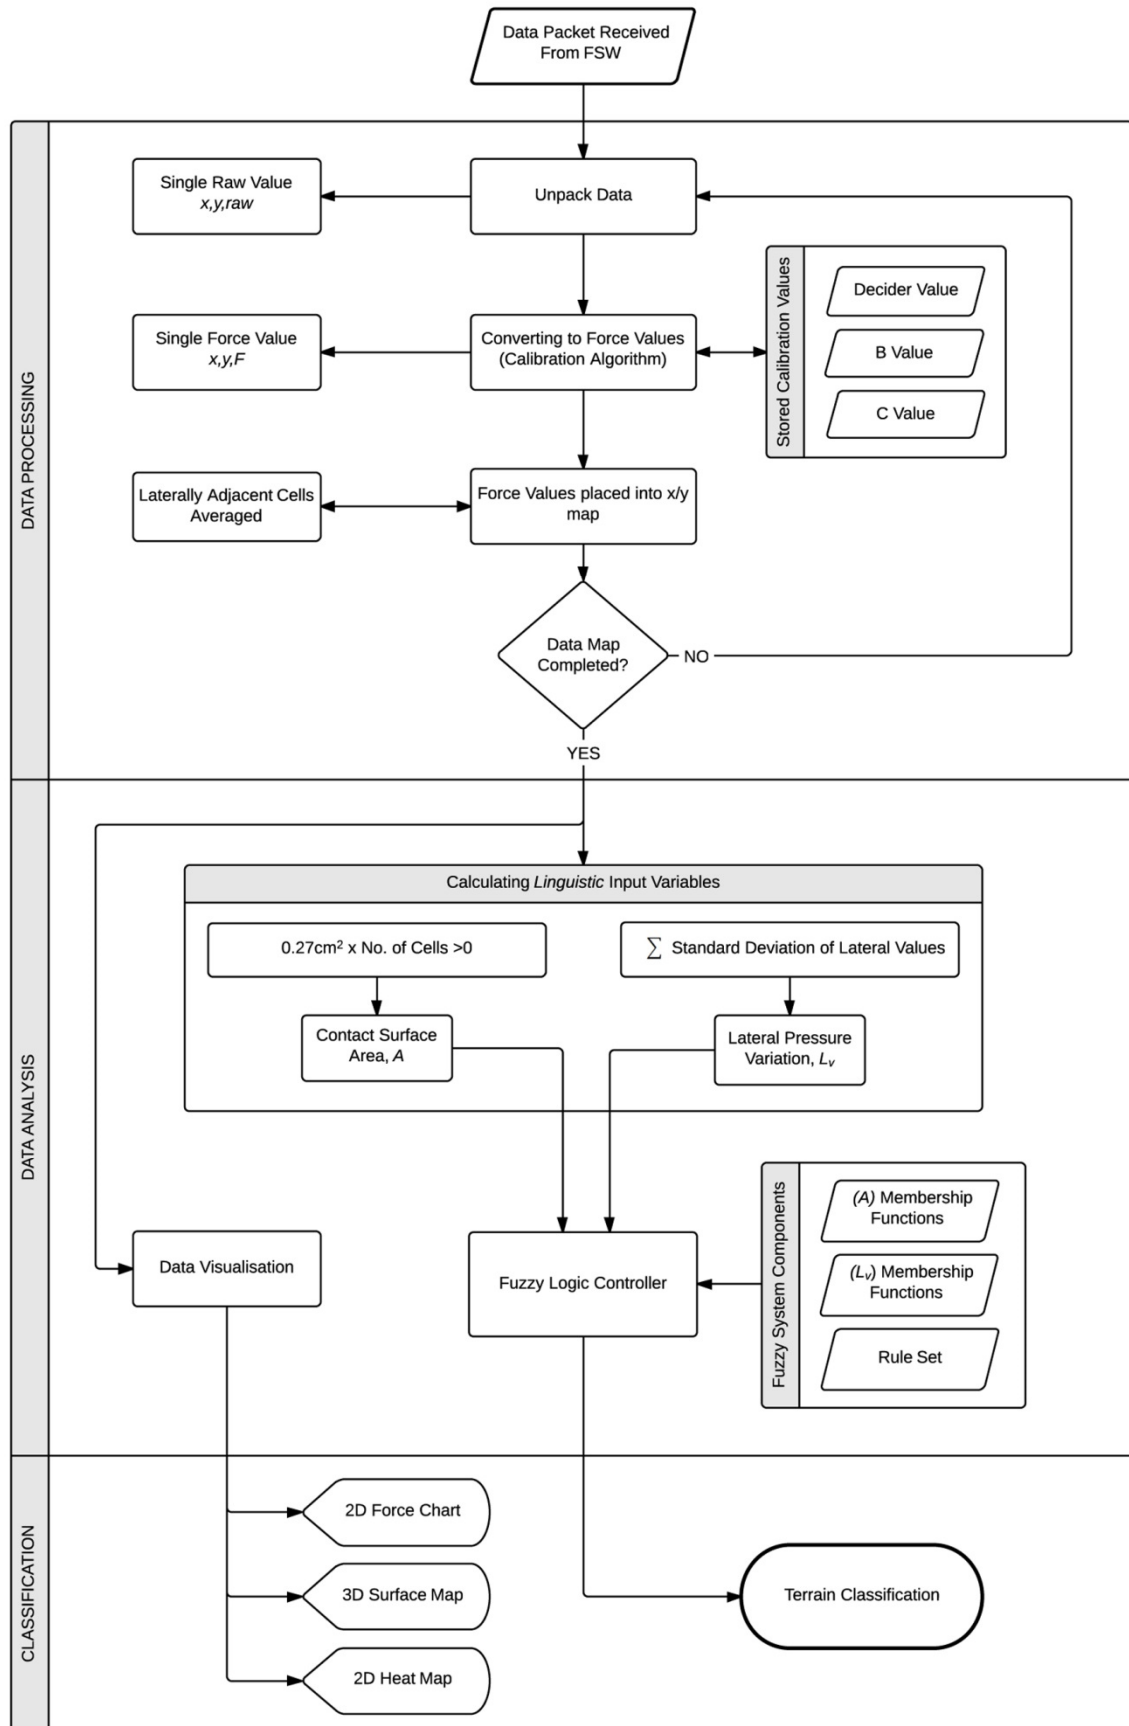 Data Packet Received
From FSW
DATA PROCESSING
Single Raw Value
x,y,raw
Unpack Data
Stored Calibration Values
Decider Value
B Value
C Value
Single Force Value
x,y,F
Converting to Force Values
(Calibration Algorithm)
Laterally Adjacent Cells
Averaged
Force Values placed into x/y
map
Data Map
Completed?
NO
YES
DATA ANALYSIS
Calculating Linguistic Input Variables
0.27cm² x No. of Cells >0
∑ Standard Deviation of Lateral Values
Contact Surface
Area, A
Lateral Pressure
Variation, Lᵥ
Data Visualisation
Fuzzy Logic Controller
Fuzzy System Components
(A) Membership
Functions
(Lᵥ) Membership
Functions
Rule Set
CLASSIFICATION
2D Force Chart
3D Surface Map
2D Heat Map
Terrain Classification